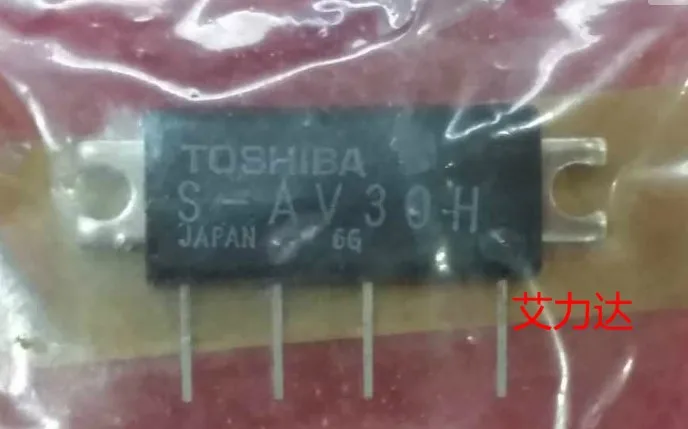 TOSHIBA
S-AV30H
JAPAN 6G
艾力达